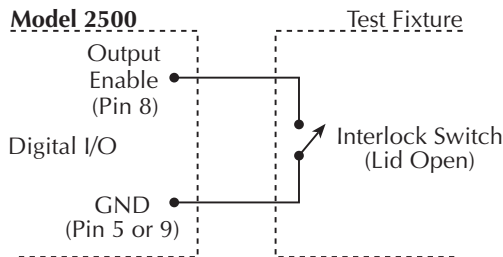 Model 2500
Test Fixture
Output
Enable
(Pin 8)
Digital I/O
Interlock Switch
(Lid Open)
GND
(Pin 5 or 9)